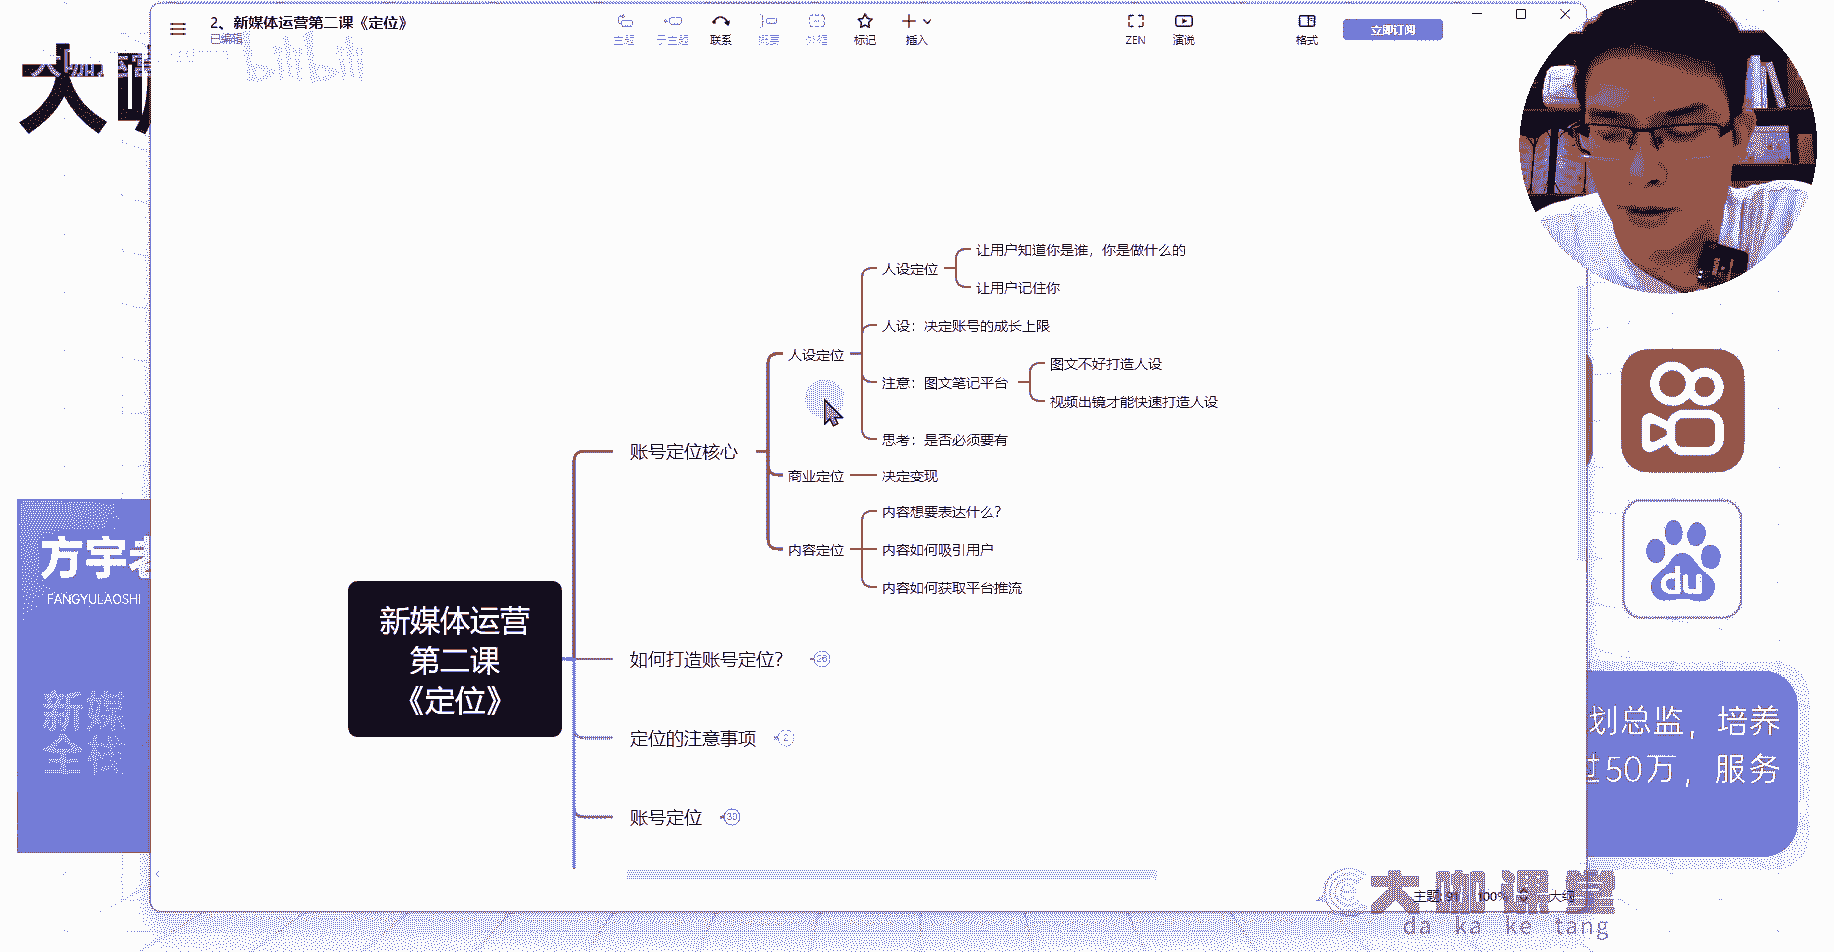 2、新媒体运营第二课《定位》
已编辑
主题
子主题
联系
概要
外框
标记
插入
ZEN
演说
格式
立即订阅
bilibili
大咖
让用户知道你是谁，你是做什么的
人设定位
让用户记住你
人设：决定账号的成长上限
人设定位
图文不好打造人设
注意：图文笔记平台
视频出镜才能快速打造人设
思考：是否必须要有
账号定位核心
商业定位
决定变现
内容想要表达什么？
内容定位
内容如何吸引用户
内容如何获取平台推流
新媒体运营
第二课
《定位》
如何打造账号定位？
26
定位的注意事项
2
账号定位
30
方宇老
FANGYULAOSHI
新媒
全栈
du
划总监，培养
过50万，服务
主题: 91
100%
大纲
大咖课堂
da ka ke tang